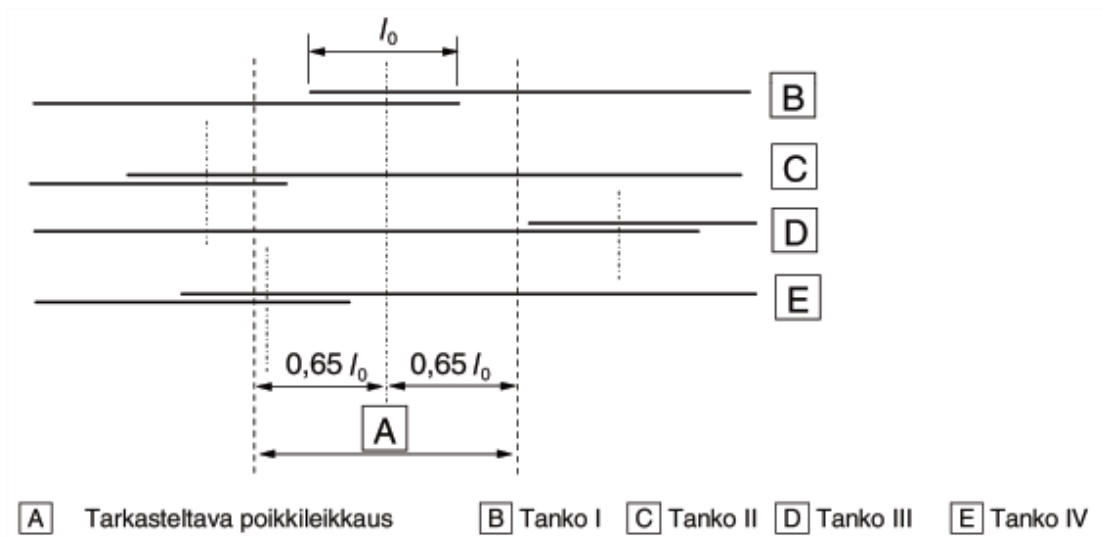 l₀
B
C
D
E
0,65 l₀ 0,65 l₀
A
A Tarkasteltava poikkileikkaus B Tanko I C Tanko II D Tanko III E Tanko IV